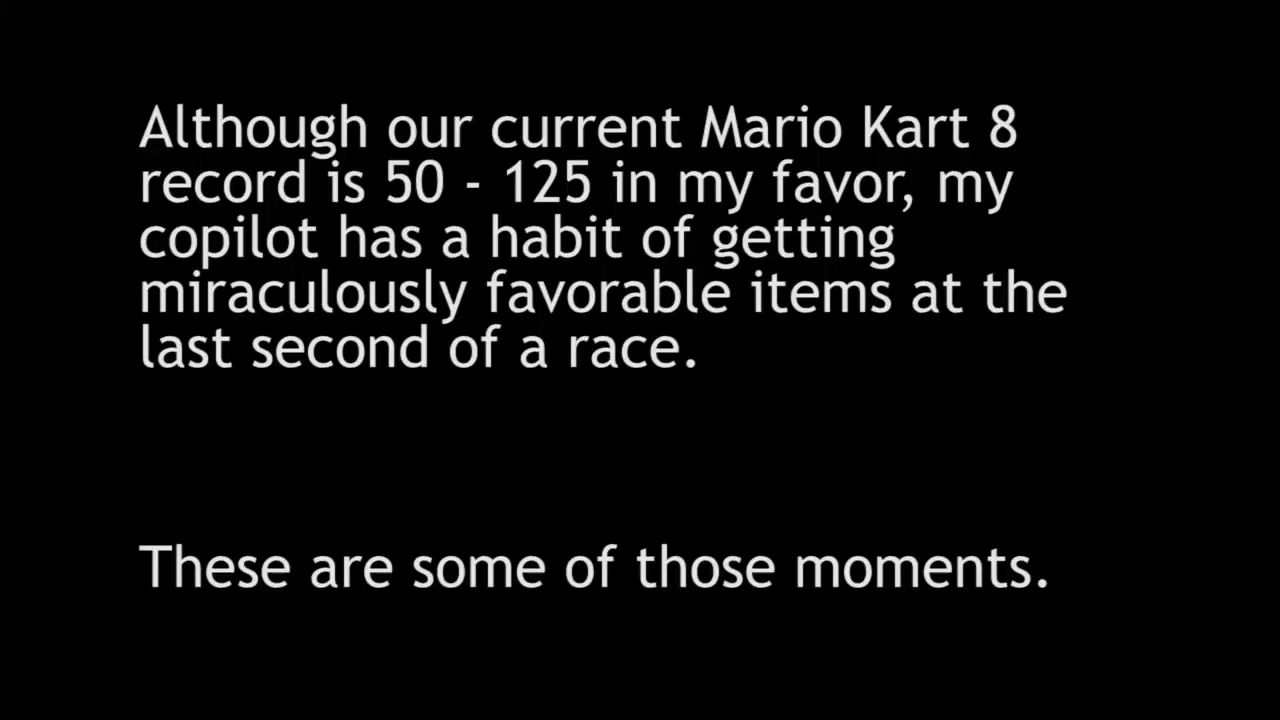 Although our current Mario Kart 8
record is 50 - 125 in my favor, my
copilot has a habit of getting
miraculously favorable items at the
last second of a race.
These are some of those moments.